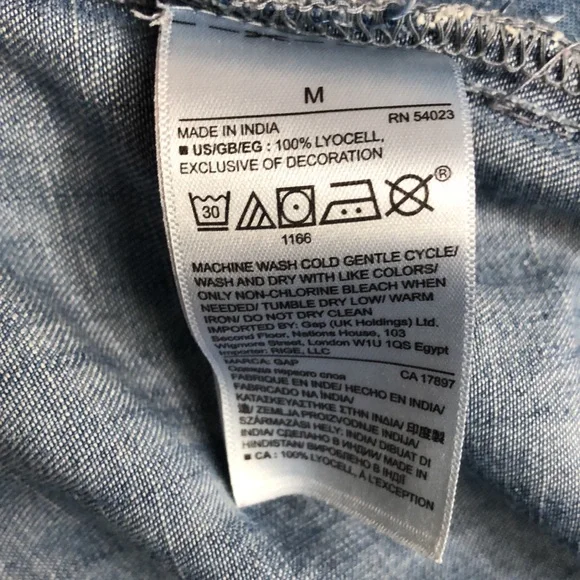 M
RN 54023
MADE IN INDIA
■ US/GB/EG : 100% LYOCELL,
EXCLUSIVE OF DECORATION
30
®
1166
MACHINE WASH COLD GENTLE CYCLE/
WASH AND DRY WITH LIKE COLORS/
ONLY NON-CHLORINE BLEACH WHEN
NEEDED/ TUMBLE DRY LOW/ WARM
IRON/ DO NOT DRY CLEAN
IMPORTED BY: Gap (UK Holdings) Ltd.
Second Floor, Nations House, 103
Wigmore Street, London W1U 1QS Egypt
Importer: RIGE, LLC
MARCA: GAP
CA 17897
Одежда первого слоя
FABRIQUE EN INDE/ HECHO EN INDIA/
FABRICADO NA ÍNDIA/
ΚΑΤΑΣΚΕΥΑΣΤΗΚΕ ΣΤΗΝ ΙΝΔΙΑ/ 印度製
造/ ZEMLJA PROIZVODNJE INDIJA/
SZÁRMAZÁSI HELY: INDIA/ DIBUAT DI
INDIA/ СДЕЛАНО В ИНДИИ/ MADE IN
HINDISTAN/ ВИРОБЛЕНО В ІНДІЇ
■ CA : 100% LYOCELL, À L'EXCEPTION